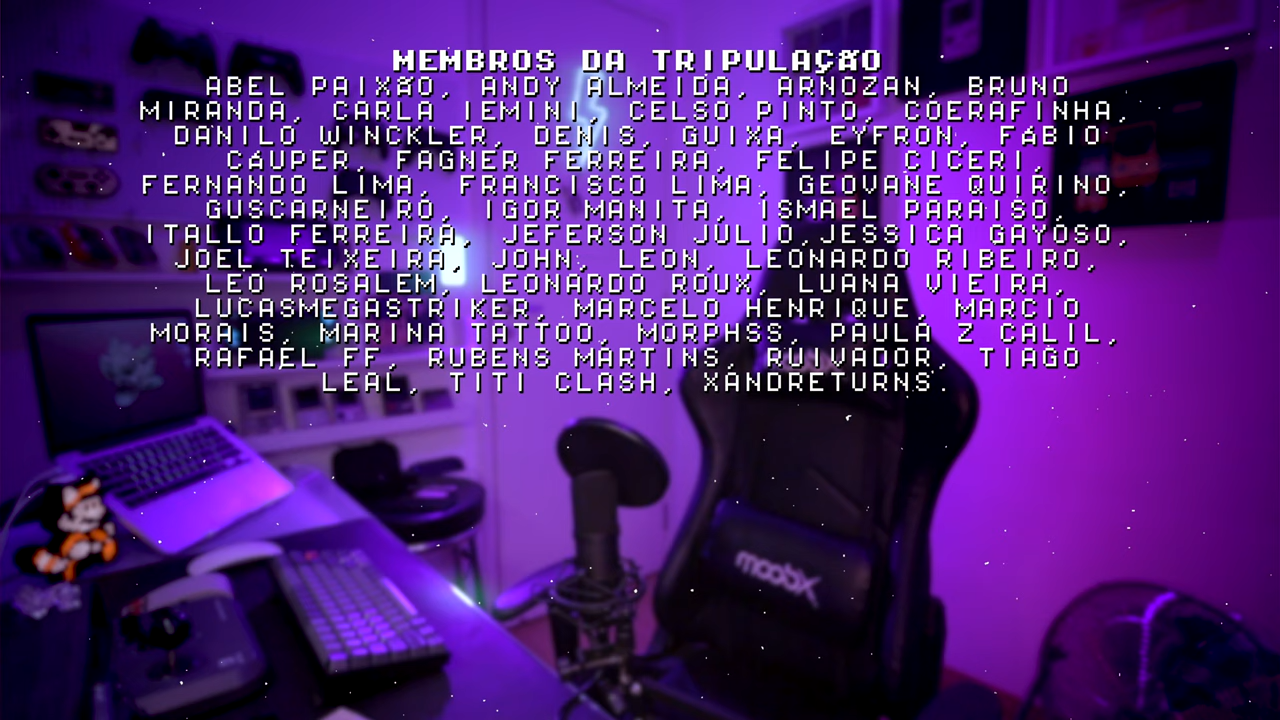 MEMBROS DA TRIPULAÇÃO
ABEL PAIXÃO, ANDY ALMEIDA, ARNOZAN, BRUNO
MIRANDA, CARLA IEMINI, CELSO PINTO, COERAFINHA,
DANILO WINCKLER, DENIS, GUIXA, EYFRON, FÁBIO
CÁUPER, FAGNER FERREIRA, FELIPE CICERI,
FERNANDO LIMA, FRANCISCO LIMA, GEOVANE QUIRINO,
GUSCARNEIRO, IGOR MANITA, ISMAEL PARAISO,
ITALLO FERREIRA, JEFERSON JÚLIO,JESSICA GAYOSO,
JOEL TEIXEIRA, JOHN, LEON, LEONARDO RIBEIRO,
LEO ROSALEM, LEONARDO ROUX, LUANA VIEIRA,
LUCASMEGASTRIKER, MARCELO HENRIQUE, MARCIO
MORAIS, MARINA TATTOO, MORPHSS, PAULA Z CALIL,
RAFAEL FF, RUBENS MARTINS, RUIVADOR, TIAGO
LEAL, TITI CLASH, XANDRETURNS.
moobX